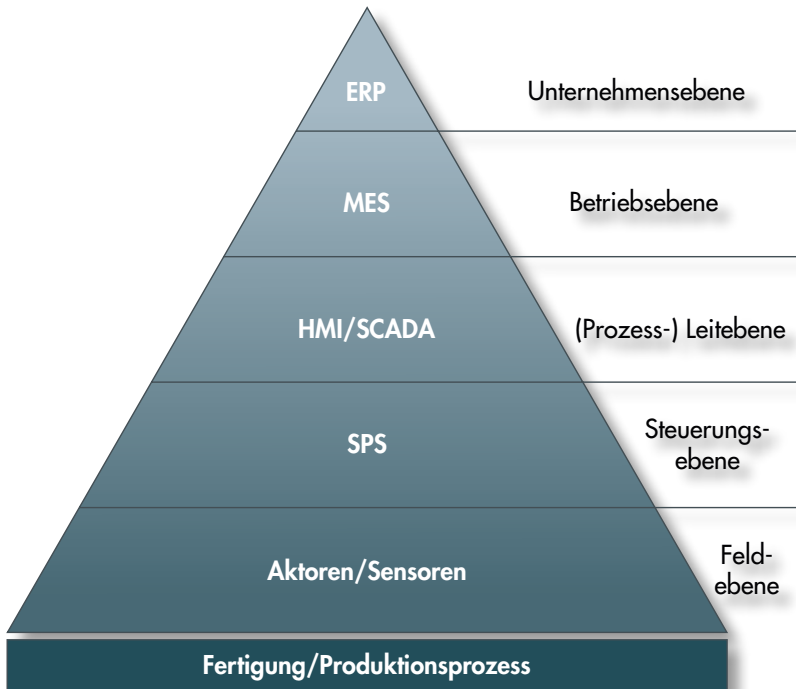 ERP
Unternehmensebene
MES
Betriebsebene
HMI/SCADA
(Prozess-) Leitebene
SPS
Steuerungs-
ebene
Aktoren/Sensoren
Feld-
ebene
Fertigung/Produktionsprozess